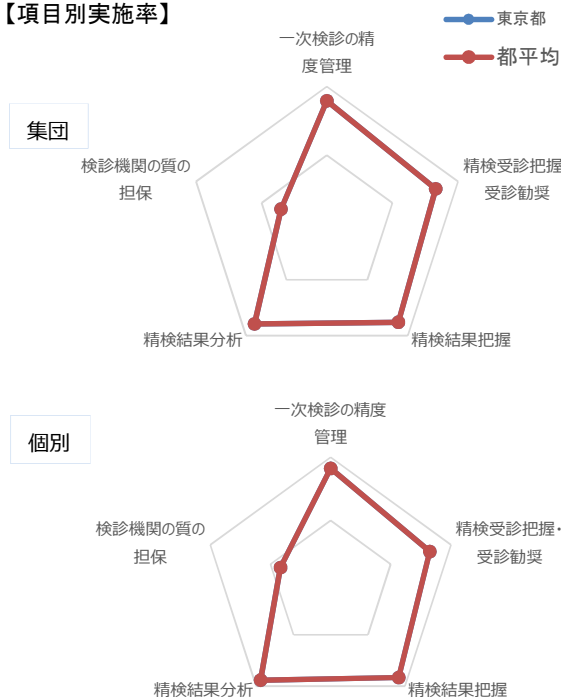 【項目別実施率】
東京都
都平均
集団
一次検診の精
度管理
精検受診把握
受診勧奨
精検結果把握
精検結果分析
検診機関の質の
担保
個別
一次検診の精度
管理
精検受診把握・
受診勧奨
精検結果把握
精検結果分析
検診機関の質の
担保